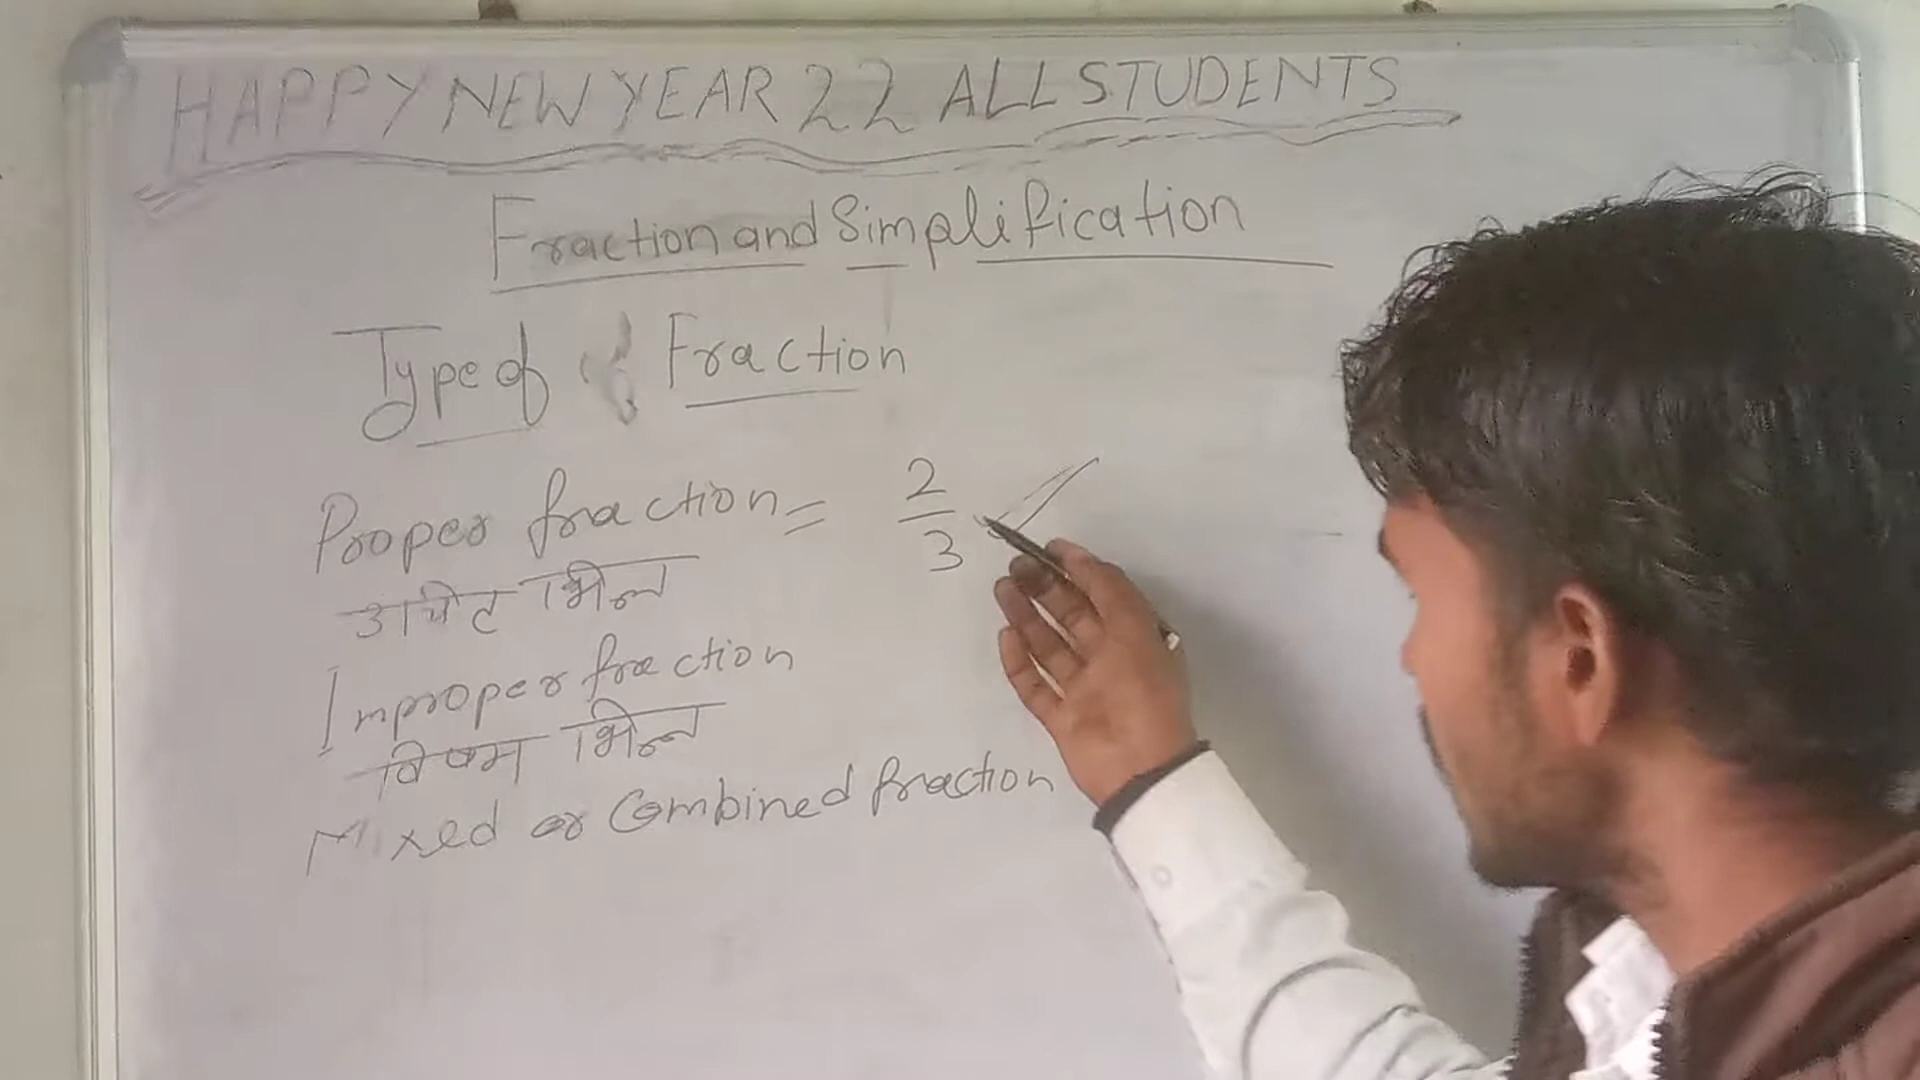 HAPPY NEW YEAR 22 ALL STUDENTS
Fraction and Simplification
Type of Fraction
Proper fraction = 2/3
भिन्न
Improper fraction
विषम भिन्न
Mixed or Combined fraction